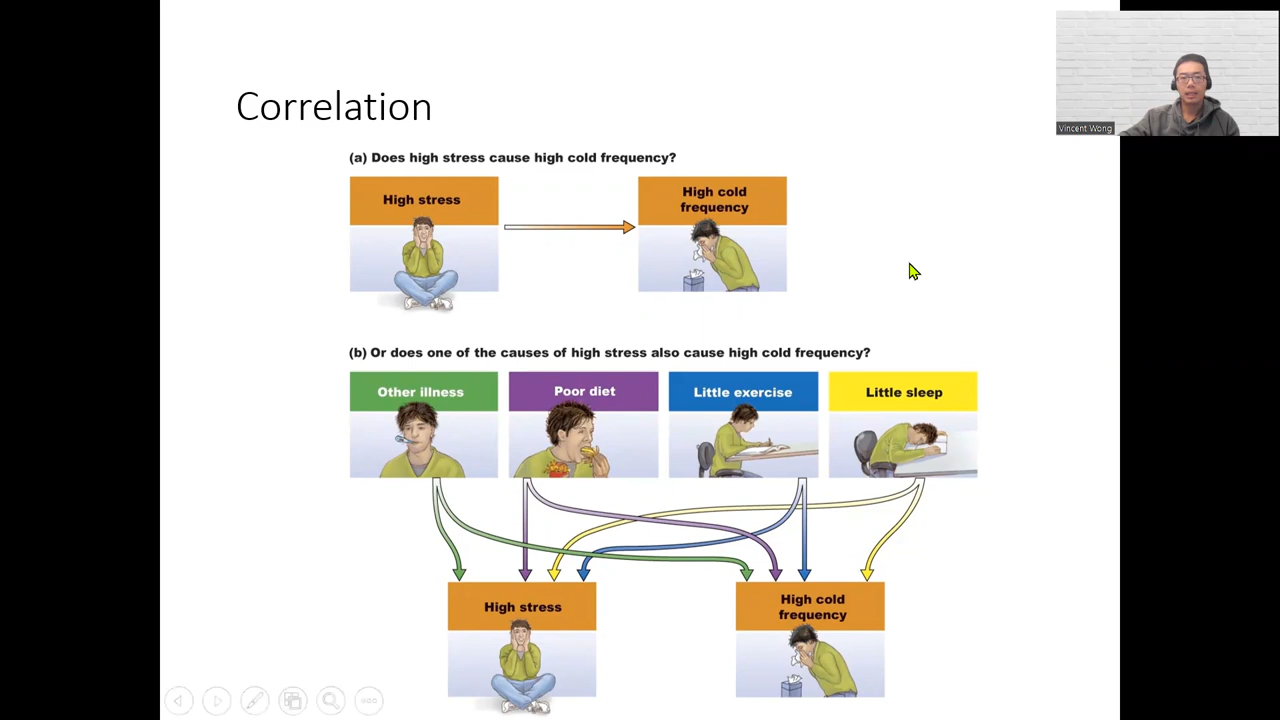 Vincent Wong
Correlation
(a) Does high stress cause high cold frequency?
High stress
High cold
frequency
(b) Or does one of the causes of high stress also cause high cold frequency?
Other illness
Poor diet
Little exercise
Little sleep
High stress
High cold
frequency